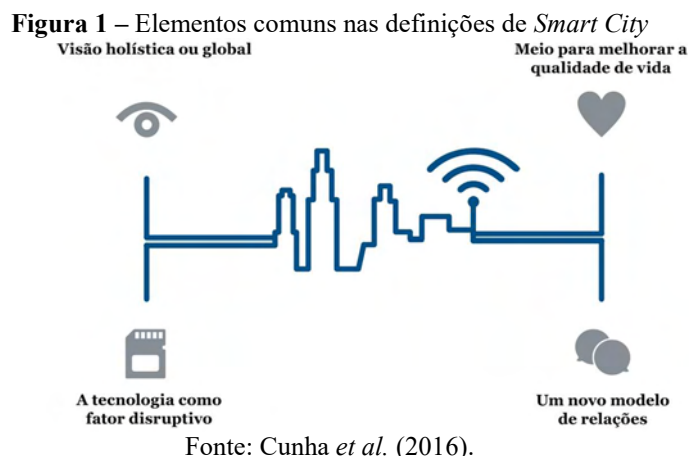 Figura 1 – Elementos comuns nas definições de Smart City
Visão holística ou global
Meio para melhorar a
qualidade de vida
A tecnologia como
fator disruptivo
Um novo modelo
de relações
Fonte: Cunha et al. (2016).